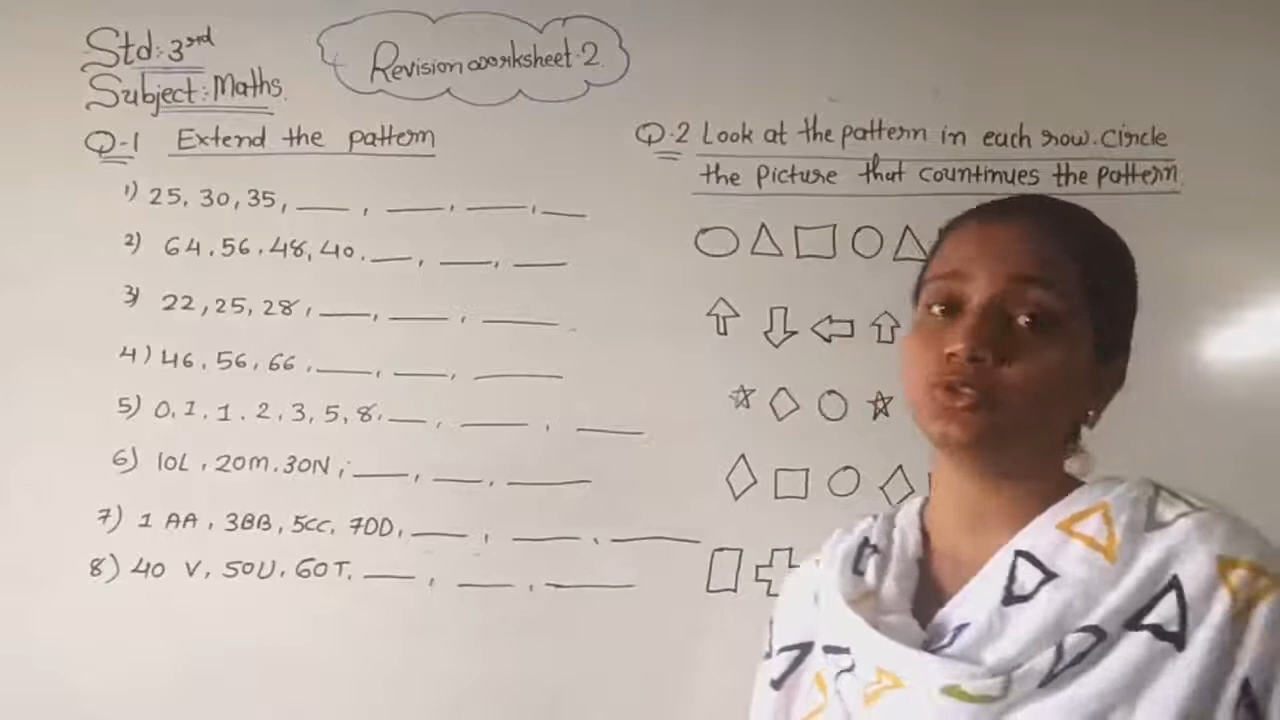 Std: 3rd
Subject: Maths.
Revision worksheet-2
Q-1 Extend the pattern
1) 25, 30, 35, ___, ___, ___, ___
2) 64, 56, 48, 40, ___, ___, ___
3) 22, 25, 28, ___, ___, ___
4) 46, 56, 66, ___, ___, ___
5) 0, 1, 1, 2, 3, 5, 8, ___, ___, ___
6) 10L, 20M, 30N, ___, ___, ___
7) 1AA, 3BB, 5CC, 7DD, ___, ___, ___
8) 40 V, 50U, 60T, ___, ___, ___
Q.2 Look at the pattern in each row. Circle
the Picture that countinues the pattern